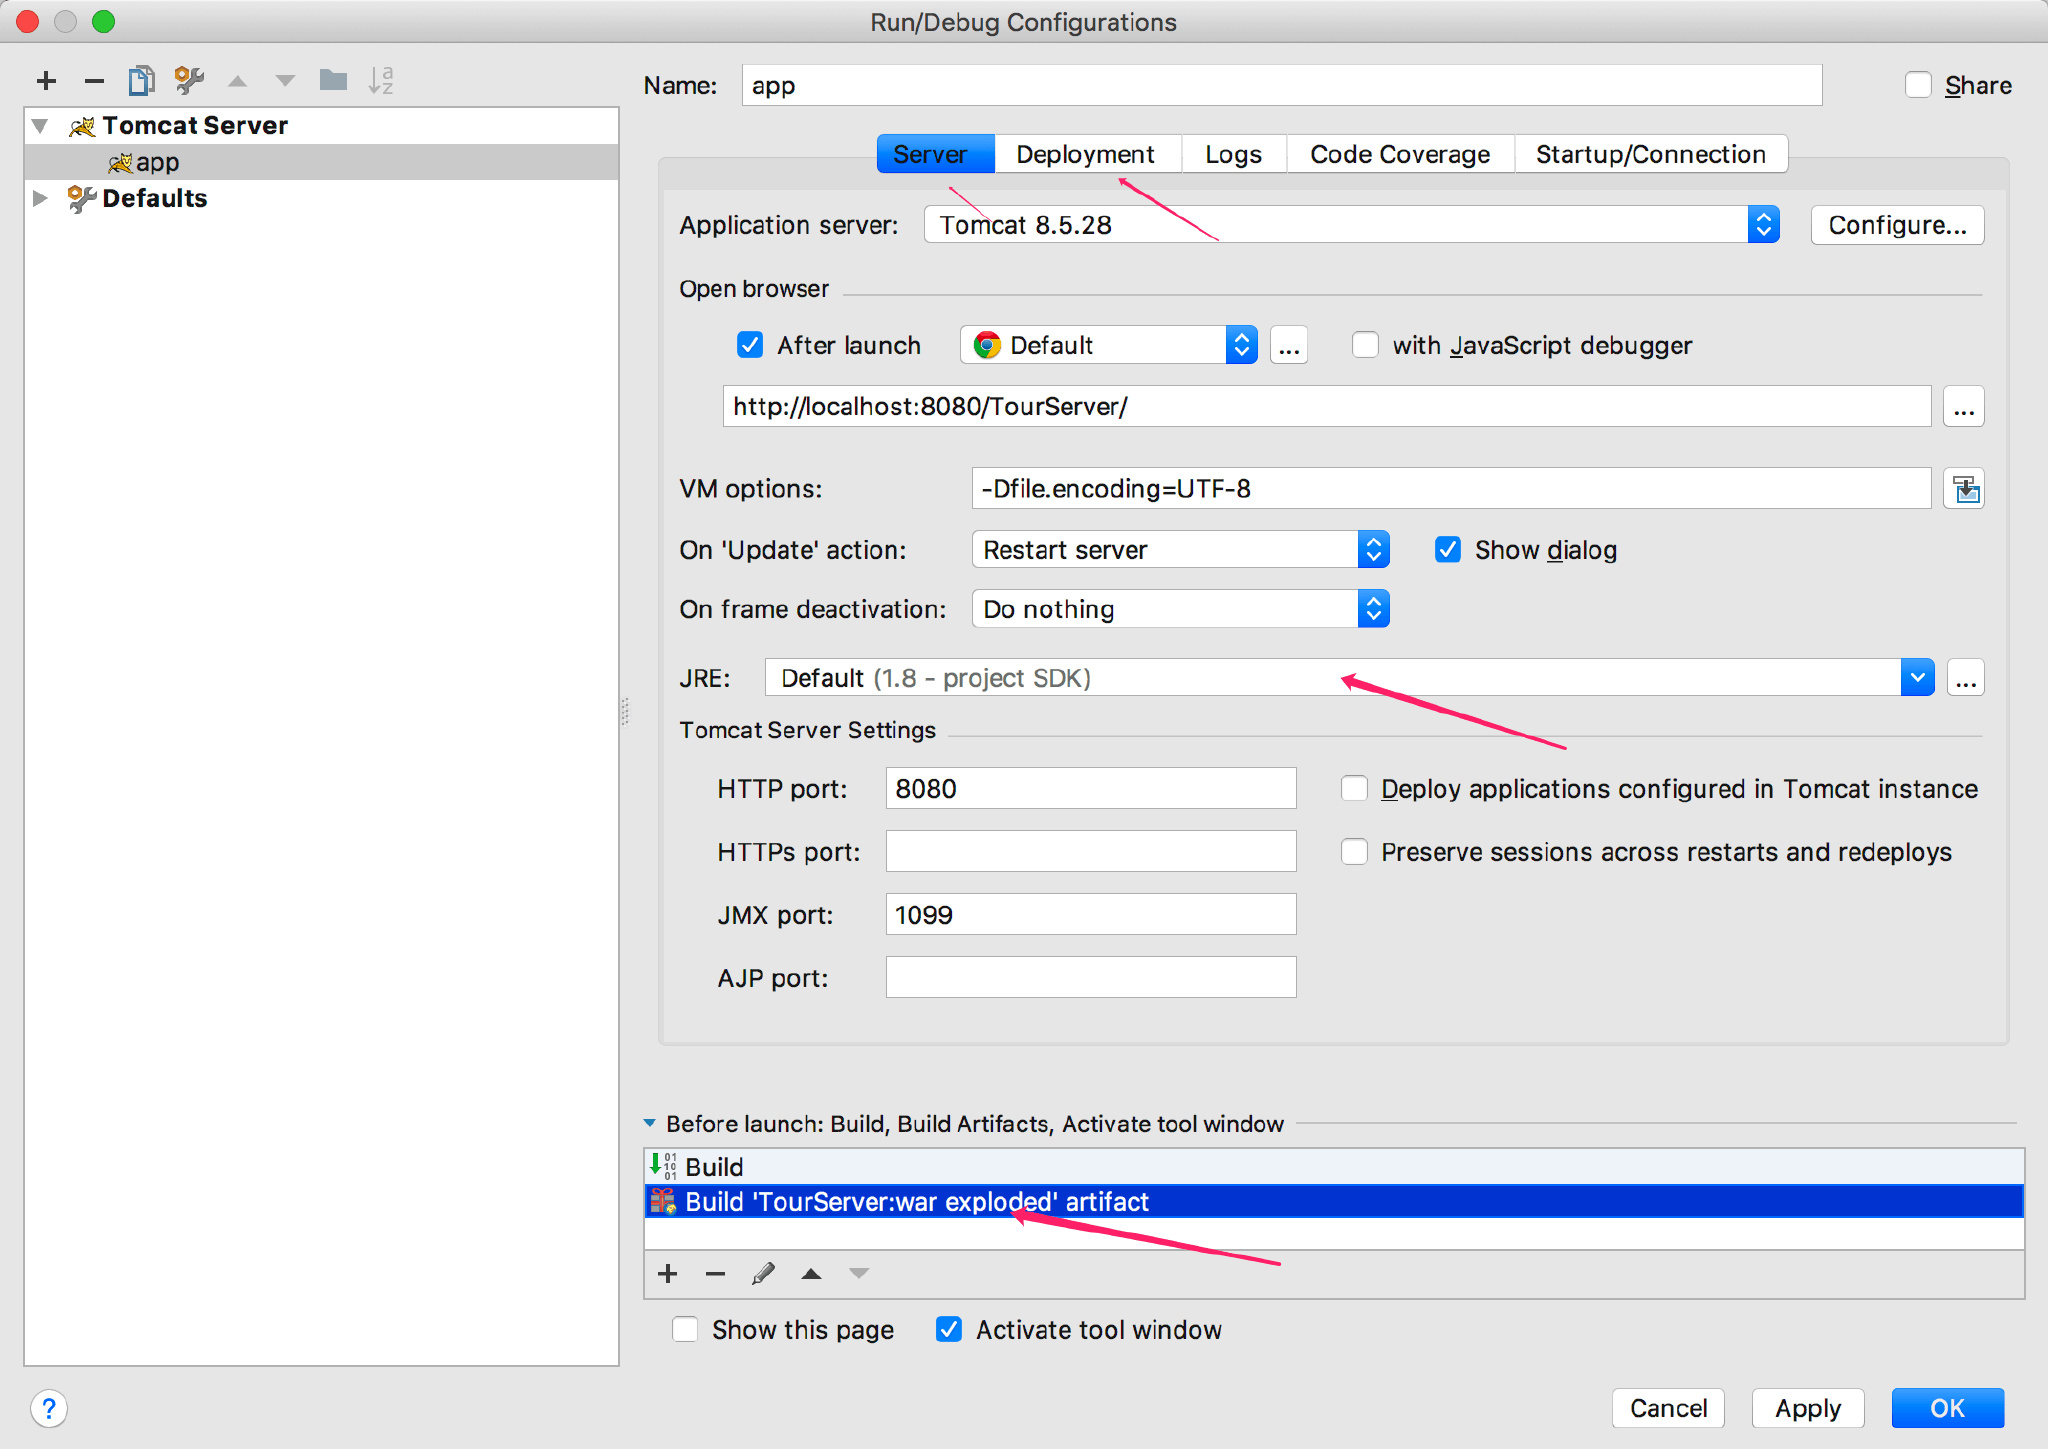 Run/Debug Configurations
Name: app Share
Tomcat Server
app
Defaults
Server Deployment Logs Code Coverage Startup/Connection
Application server: Tomcat 8.5.28 Configure...
Open browser
After launch Default ... with JavaScript debugger
http://localhost:8080/TourServer/ ...
VM options: -Dfile.encoding=UTF-8
On 'Update' action: Restart server Show dialog
On frame deactivation: Do nothing
JRE: Default (1.8 - project SDK) ...
Tomcat Server Settings
HTTP port: 8080 Deploy applications configured in Tomcat instance
HTTPs port: Preserve sessions across restarts and redeploys
JMX port: 1099
AJP port:
Before launch: Build, Build Artifacts, Activate tool window
Build
Build 'TourServer:war exploded' artifact
Show this page Activate tool window
? Cancel Apply OK